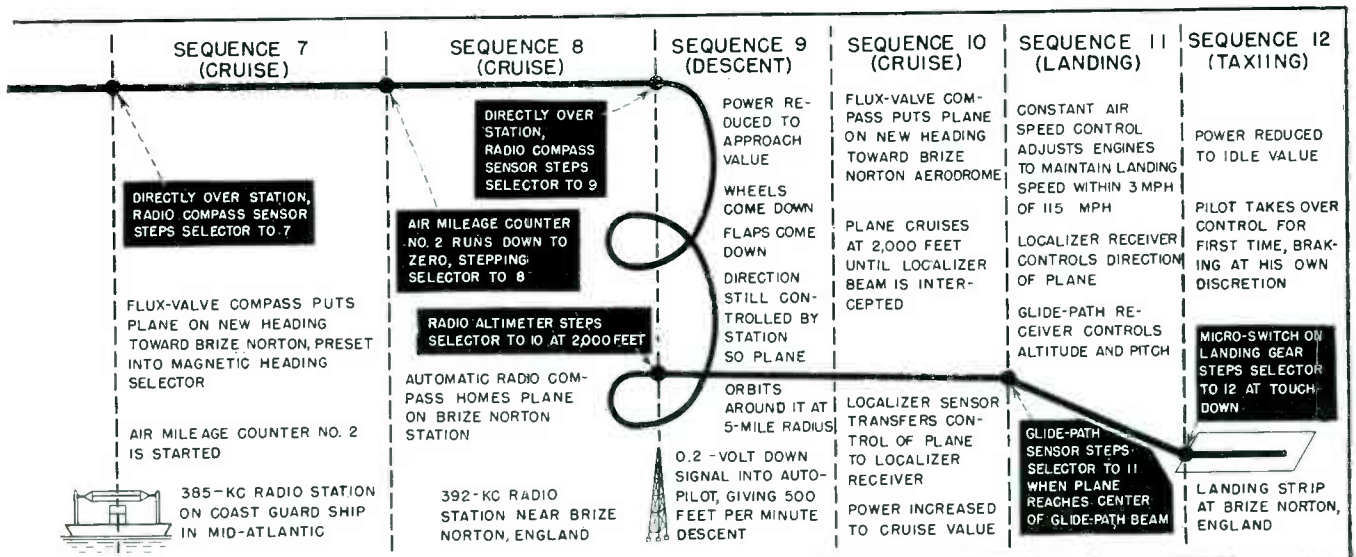 SEQUENCE 7
(CRUISE)
DIRECTLY OVER STATION,
RADIO COMPASS SENSOR
STEPS SELECTOR TO 7
FLUX-VALVE COMPASS PUTS
PLANE ON NEW HEADING
TOWARD BRIZE NORTON, PRESET
INTO MAGNETIC HEADING
SELECTOR
AIR MILEAGE COUNTER NO. 2
IS STARTED
385-KC RADIO STATION
ON COAST GUARD SHIP
IN MID-ATLANTIC
SEQUENCE 8
(CRUISE)
AIR MILEAGE COUNTER
NO. 2 RUNS DOWN TO
ZERO, STEPPING
SELECTOR TO 8
DIRECTLY OVER
STATION,
RADIO COMPASS
SENSOR STEPS
SELECTOR TO 9
RADIO ALTIMETER STEPS
SELECTOR TO 10 AT 2,000 FEET
AUTOMATIC RADIO COM-
PASS HOMES PLANE
ON BRIZE NORTON
STATION
392-KC RADIO
STATION NEAR BRIZE
NORTON, ENGLAND
SEQUENCE 9
(DESCENT)
POWER RE-
DUCED TO
APPROACH
VALUE
WHEELS
COME DOWN
FLAPS COME
DOWN
DIRECTION
STILL CON-
TROLLED BY
STATION
SO PLANE
ORBITS
AROUND IT AT
5-MILE RADIUS
0.2-VOLT DOWN
SIGNAL INTO AUTO-
PILOT, GIVING 500
FEET PER MINUTE
DESCENT
SEQUENCE 10
(CRUISE)
FLUX-VALVE COM-
PASS PUTS PLANE
ON NEW HEADING
TOWARD BRIZE
NORTON AERODROME
PLANE CRUISES
AT 2,000 FEET
UNTIL LOCALIZER
BEAM IS INTER-
CEPTED
LOCALIZER SENSOR
TRANSFERS CON-
TROL OF PLANE
TO LOCALIZER
RECEIVER
POWER INCREASED
TO CRUISE VALUE
SEQUENCE 11
(LANDING)
CONSTANT AIR
SPEED CONTROL
ADJUSTS ENGINES
TO MAINTAIN LANDING
SPEED WITHIN 3 MPH
OF 115 MPH
LOCALIZER RECEIVER
CONTROLS DIRECTION
OF PLANE
GLIDE-PATH RE-
CEIVER CONTROLS
ALTITUDE AND PITCH
GLIDE-PATH
SENSOR STEPS
SELECTOR TO 11
WHEN PLANE
REACHES CENTER
OF GLIDE-PATH BEAM
SEQUENCE 12
(TAXIING)
POWER REDUCED
TO IDLE VALUE
PILOT TAKES OVER
CONTROL FOR
FIRST TIME, BRAK-
ING AT HIS OWN
DISCRETION
MICRO-SWITCH ON
LANDING GEAR
STEPS SELECTOR
TO 12 AT TOUCH
DOWN
LANDING STRIP
AT BRIZE NORTON,
ENGLAND